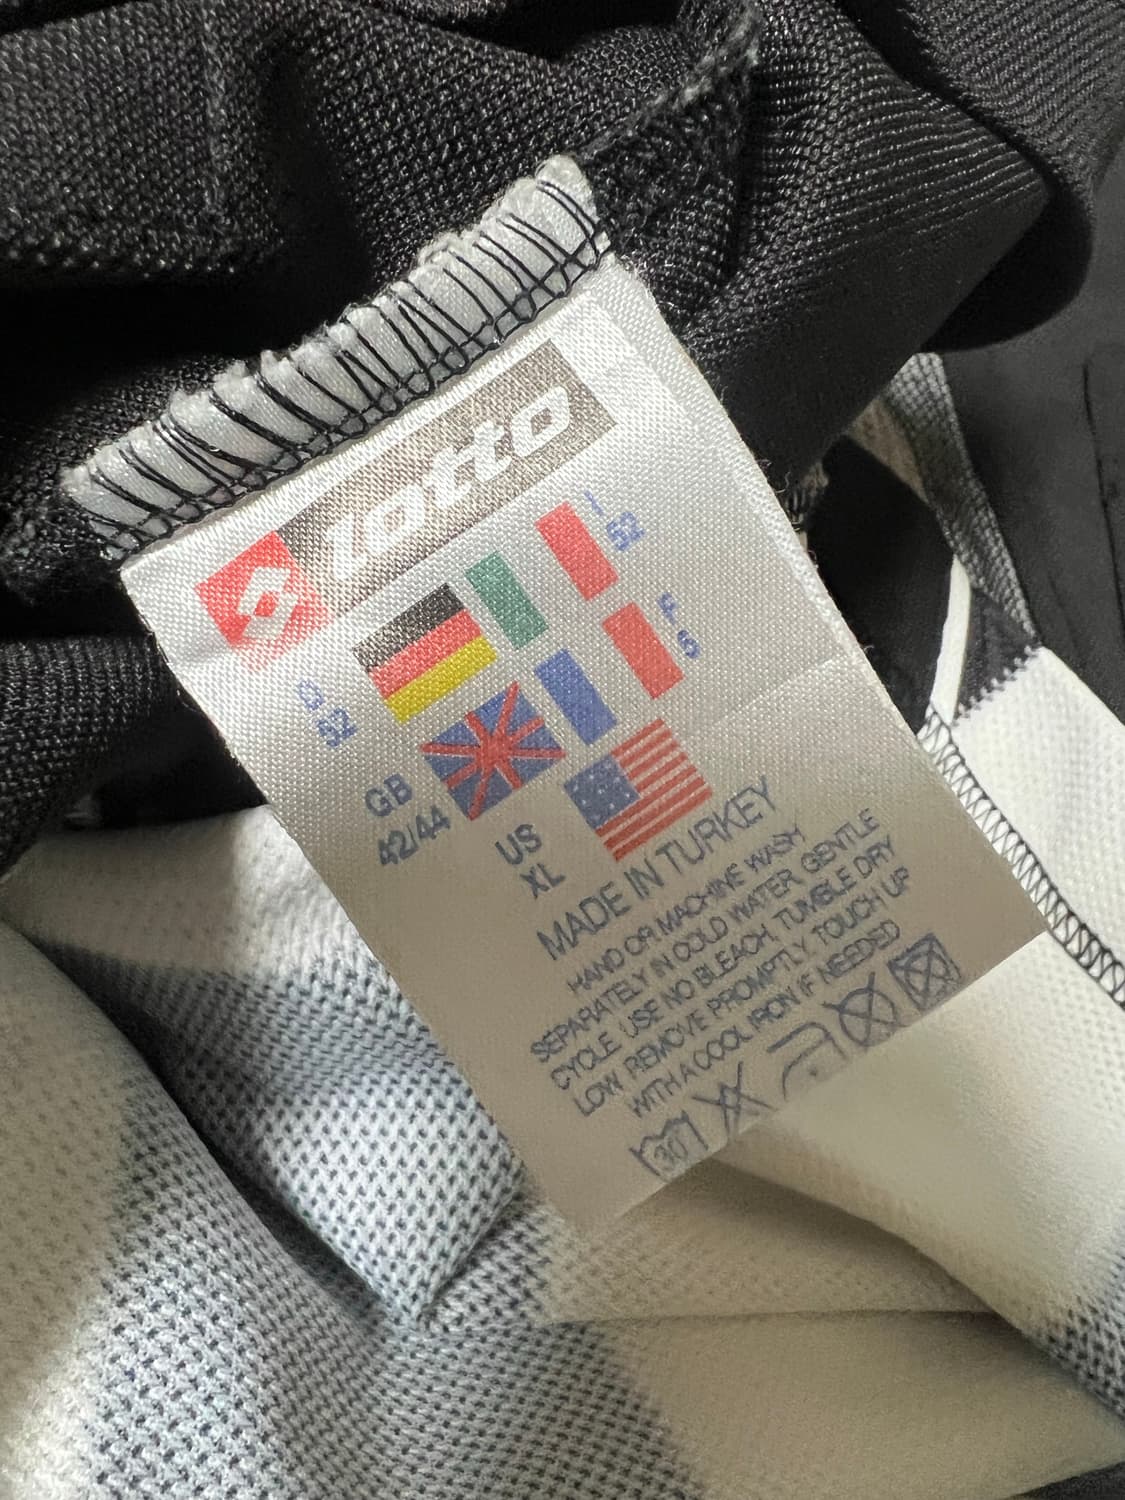 lotto
I
52
D
52
F
5
GB
42/44
US
XL
MADE IN TURKEY
HAND OR MACHINE WASH
SEPARATELY IN COLD WATER, GENTLE
CYCLE. USE NO BLEACH, TUMBLE DRY
LOW. REMOVE PROMPTLY. TOUCH UP
WITH A COOL IRON IF NEEDED
30